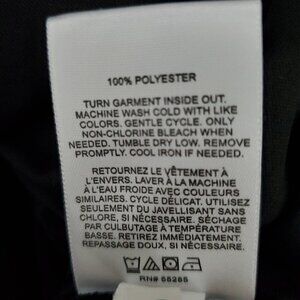 100% POLYESTER
TURN GARMENT INSIDE OUT.
MACHINE WASH COLD WITH LIKE
COLORS. GENTLE CYCLE. ONLY
NON-CHLORINE BLEACH WHEN
NEEDED. TUMBLE DRY LOW. REMOVE
PROMPTLY. COOL IRON IF NEEDED.
RETOURNEZ LE VÊTEMENT À
L'ENVERS. LAVER À LA MACHINE
À EAU FROIDE AVEC COULEURS
SIMILAIRES. CYCLE DÉLICAT. UTILISEZ
SEULEMENT DU JAVELLISANT SANS
CHLORE, SI NÉCESSAIRE. SÉCHAGE
PAR CULBUTAGE À TEMPÉRATURE
BASSE. RETIREZ IMMÉDIATEMENT.
REPASSAGE DOUX, SI NÉCESSAIRE.
RN# 55285